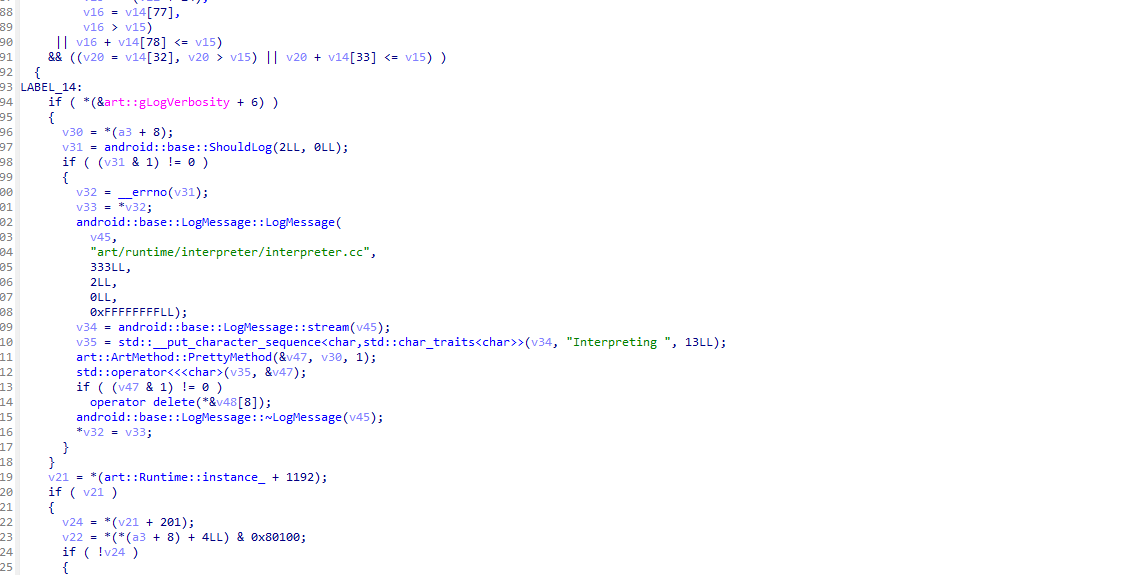 88 v16 = v14[77],
89 v16 > v15)
90 || v16 + v14[78] <= v15)
91 && ((v20 = v14[32], v20 > v15) || v20 + v14[33] <= v15) )
92 {
93 LABEL_14:
94 if ( *(&art::gLogVerbosity + 6) )
95 {
96 v30 = *(a3 + 8);
97 v31 = android::base::ShouldLog(2LL, 0LL);
98 if ( (v31 & 1) != 0 )
99 {
00 v32 = __errno(v31);
01 v33 = *v32;
02 android::base::LogMessage::LogMessage(
03 v45,
04 "art/runtime/interpreter/interpreter.cc",
05 333LL,
06 2LL,
07 0LL,
08 0xFFFFFFFFLL);
09 v34 = android::base::LogMessage::stream(v45);
10 v35 = std::__put_character_sequence<char,std::char_traits<char>>(v34, "Interpreting ", 13LL);
11 art::ArtMethod::PrettyMethod(&v47, v30, 1);
12 std::operator<<<char>(v35, &v47);
13 if ( (v47 & 1) != 0 )
14 operator delete(*&v48[8]);
15 android::base::LogMessage::~LogMessage(v45);
16 *v32 = v33;
17 }
18 }
19 v21 = *(art::Runtime::instance_ + 1192);
20 if ( v21 )
21 {
22 v24 = *(v21 + 201);
23 v22 = *(*(a3 + 8) + 4LL) & 0x80100;
24 if ( !v24 )
25 {